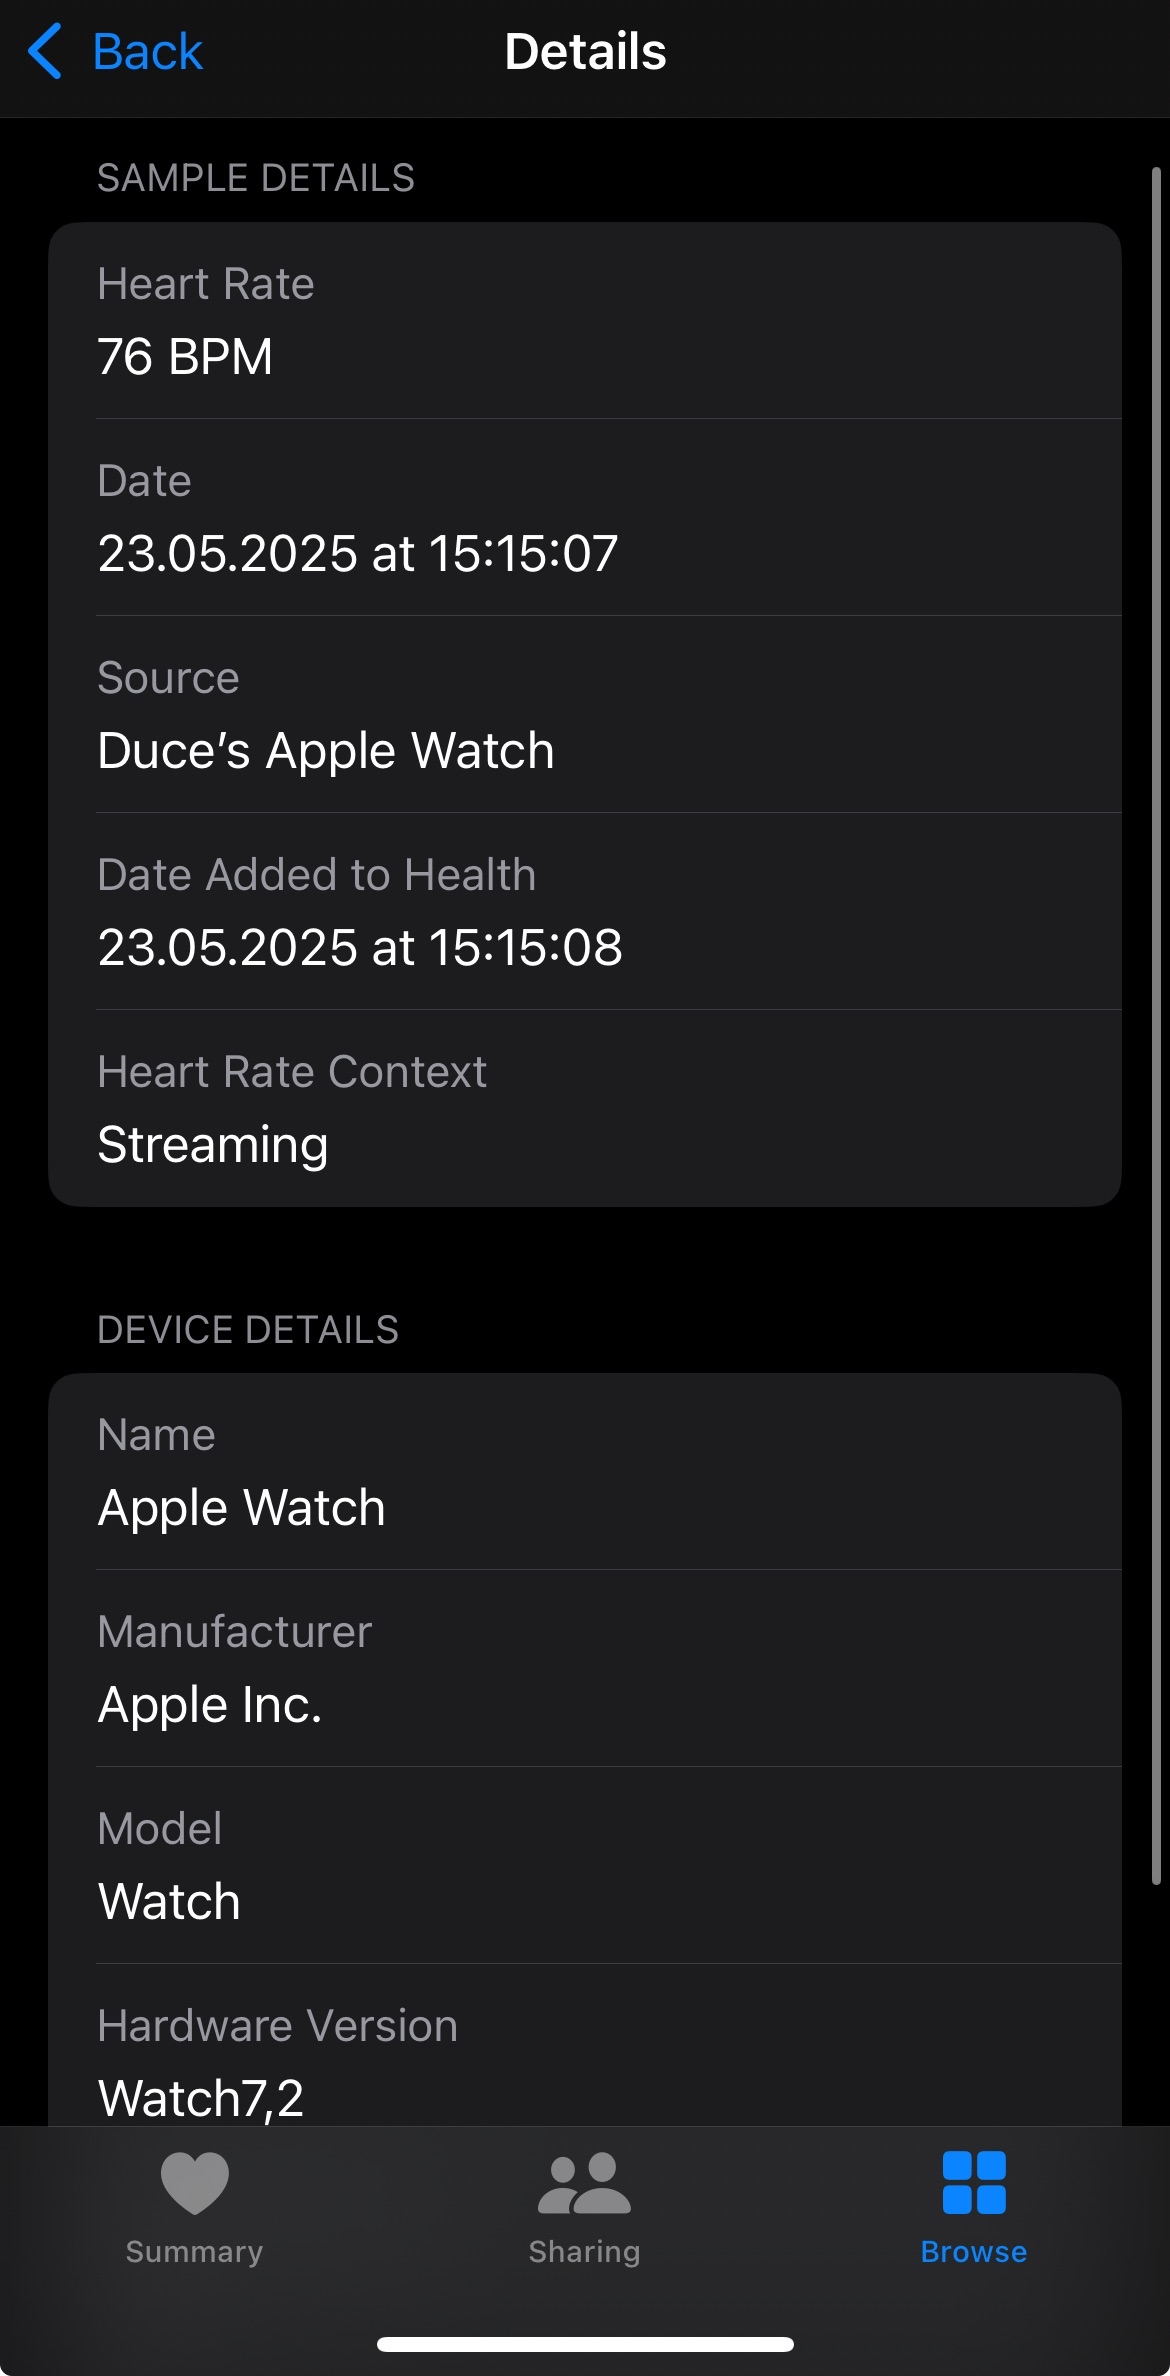 Back
Details
SAMPLE DETAILS
Heart Rate
76 BPM
Date
23.05.2025 at 15:15:07
Source
Duce’s Apple Watch
Date Added to Health
23.05.2025 at 15:15:08
Heart Rate Context
Streaming
DEVICE DETAILS
Name
Apple Watch
Manufacturer
Apple Inc.
Model
Watch
Hardware Version
Watch7,2
Summary
Sharing
Browse